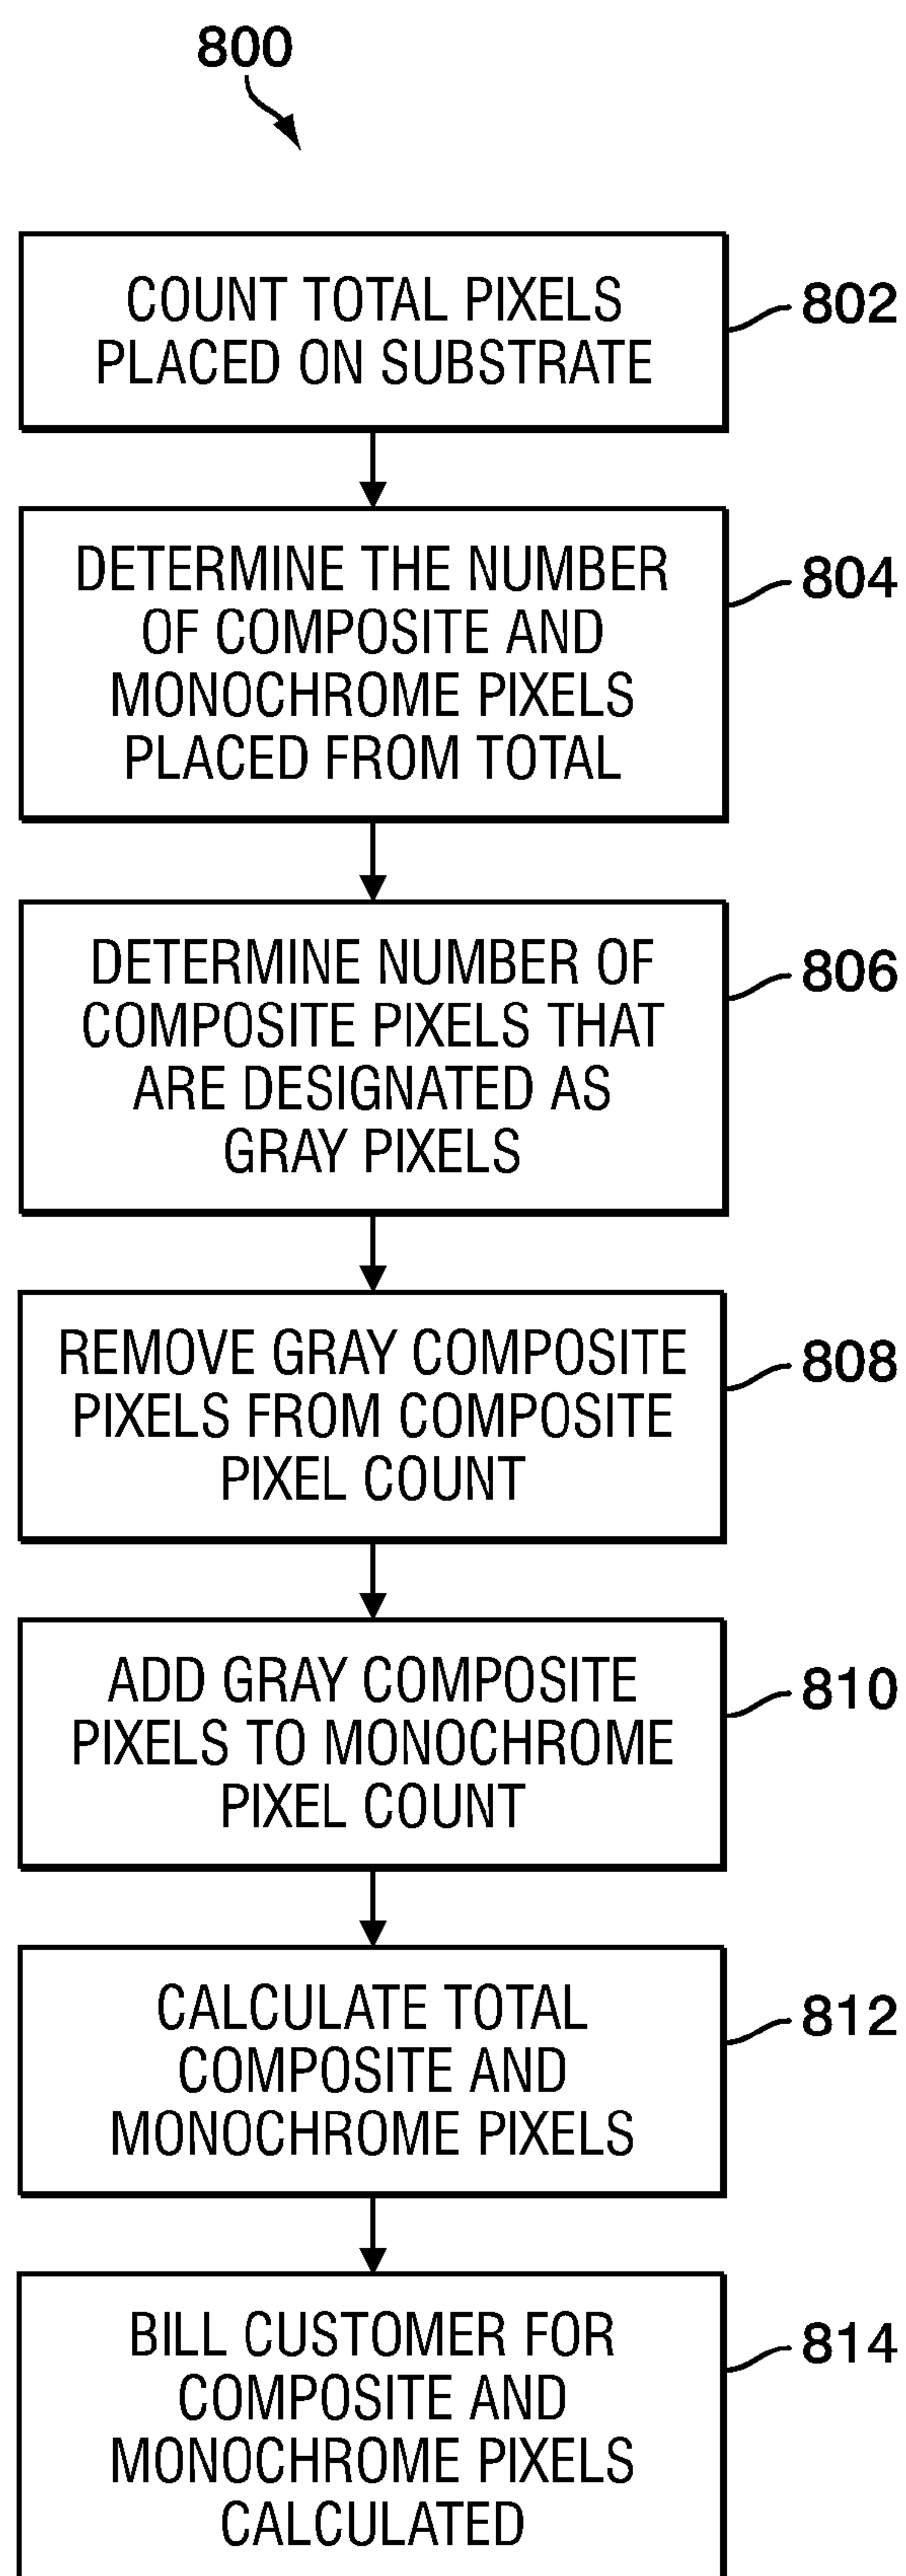 800
COUNT TOTAL PIXELS
PLACED ON SUBSTRATE
802
DETERMINE THE NUMBER
OF COMPOSITE AND
MONOCHROME PIXELS
PLACED FROM TOTAL
804
DETERMINE NUMBER OF
COMPOSITE PIXELS THAT
ARE DESIGNATED AS
GRAY PIXELS
806
REMOVE GRAY COMPOSITE
PIXELS FROM COMPOSITE
PIXEL COUNT
808
ADD GRAY COMPOSITE
PIXELS TO MONOCHROME
PIXEL COUNT
810
CALCULATE TOTAL
COMPOSITE AND
MONOCHROME PIXELS
812
BILL CUSTOMER FOR
COMPOSITE AND
MONOCHROME PIXELS
CALCULATED
814